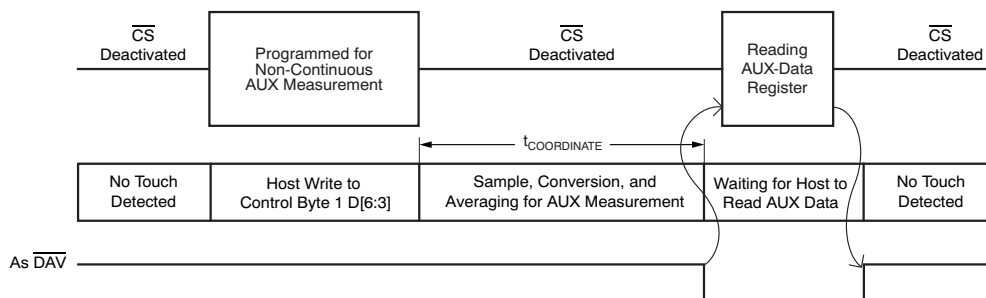 CS
Deactivated
Programmed for
Non-Continuous
AUX Measurement
CS
Deactivated
Reading
AUX-Data
Register
CS
Deactivated
tCOORDINATE
No Touch
Detected
Host Write to
Control Byte 1 D[6:3]
Sample, Conversion, and
Averaging for AUX Measurement
Waiting for Host to
Read AUX Data
No Touch
Detected
As DAV